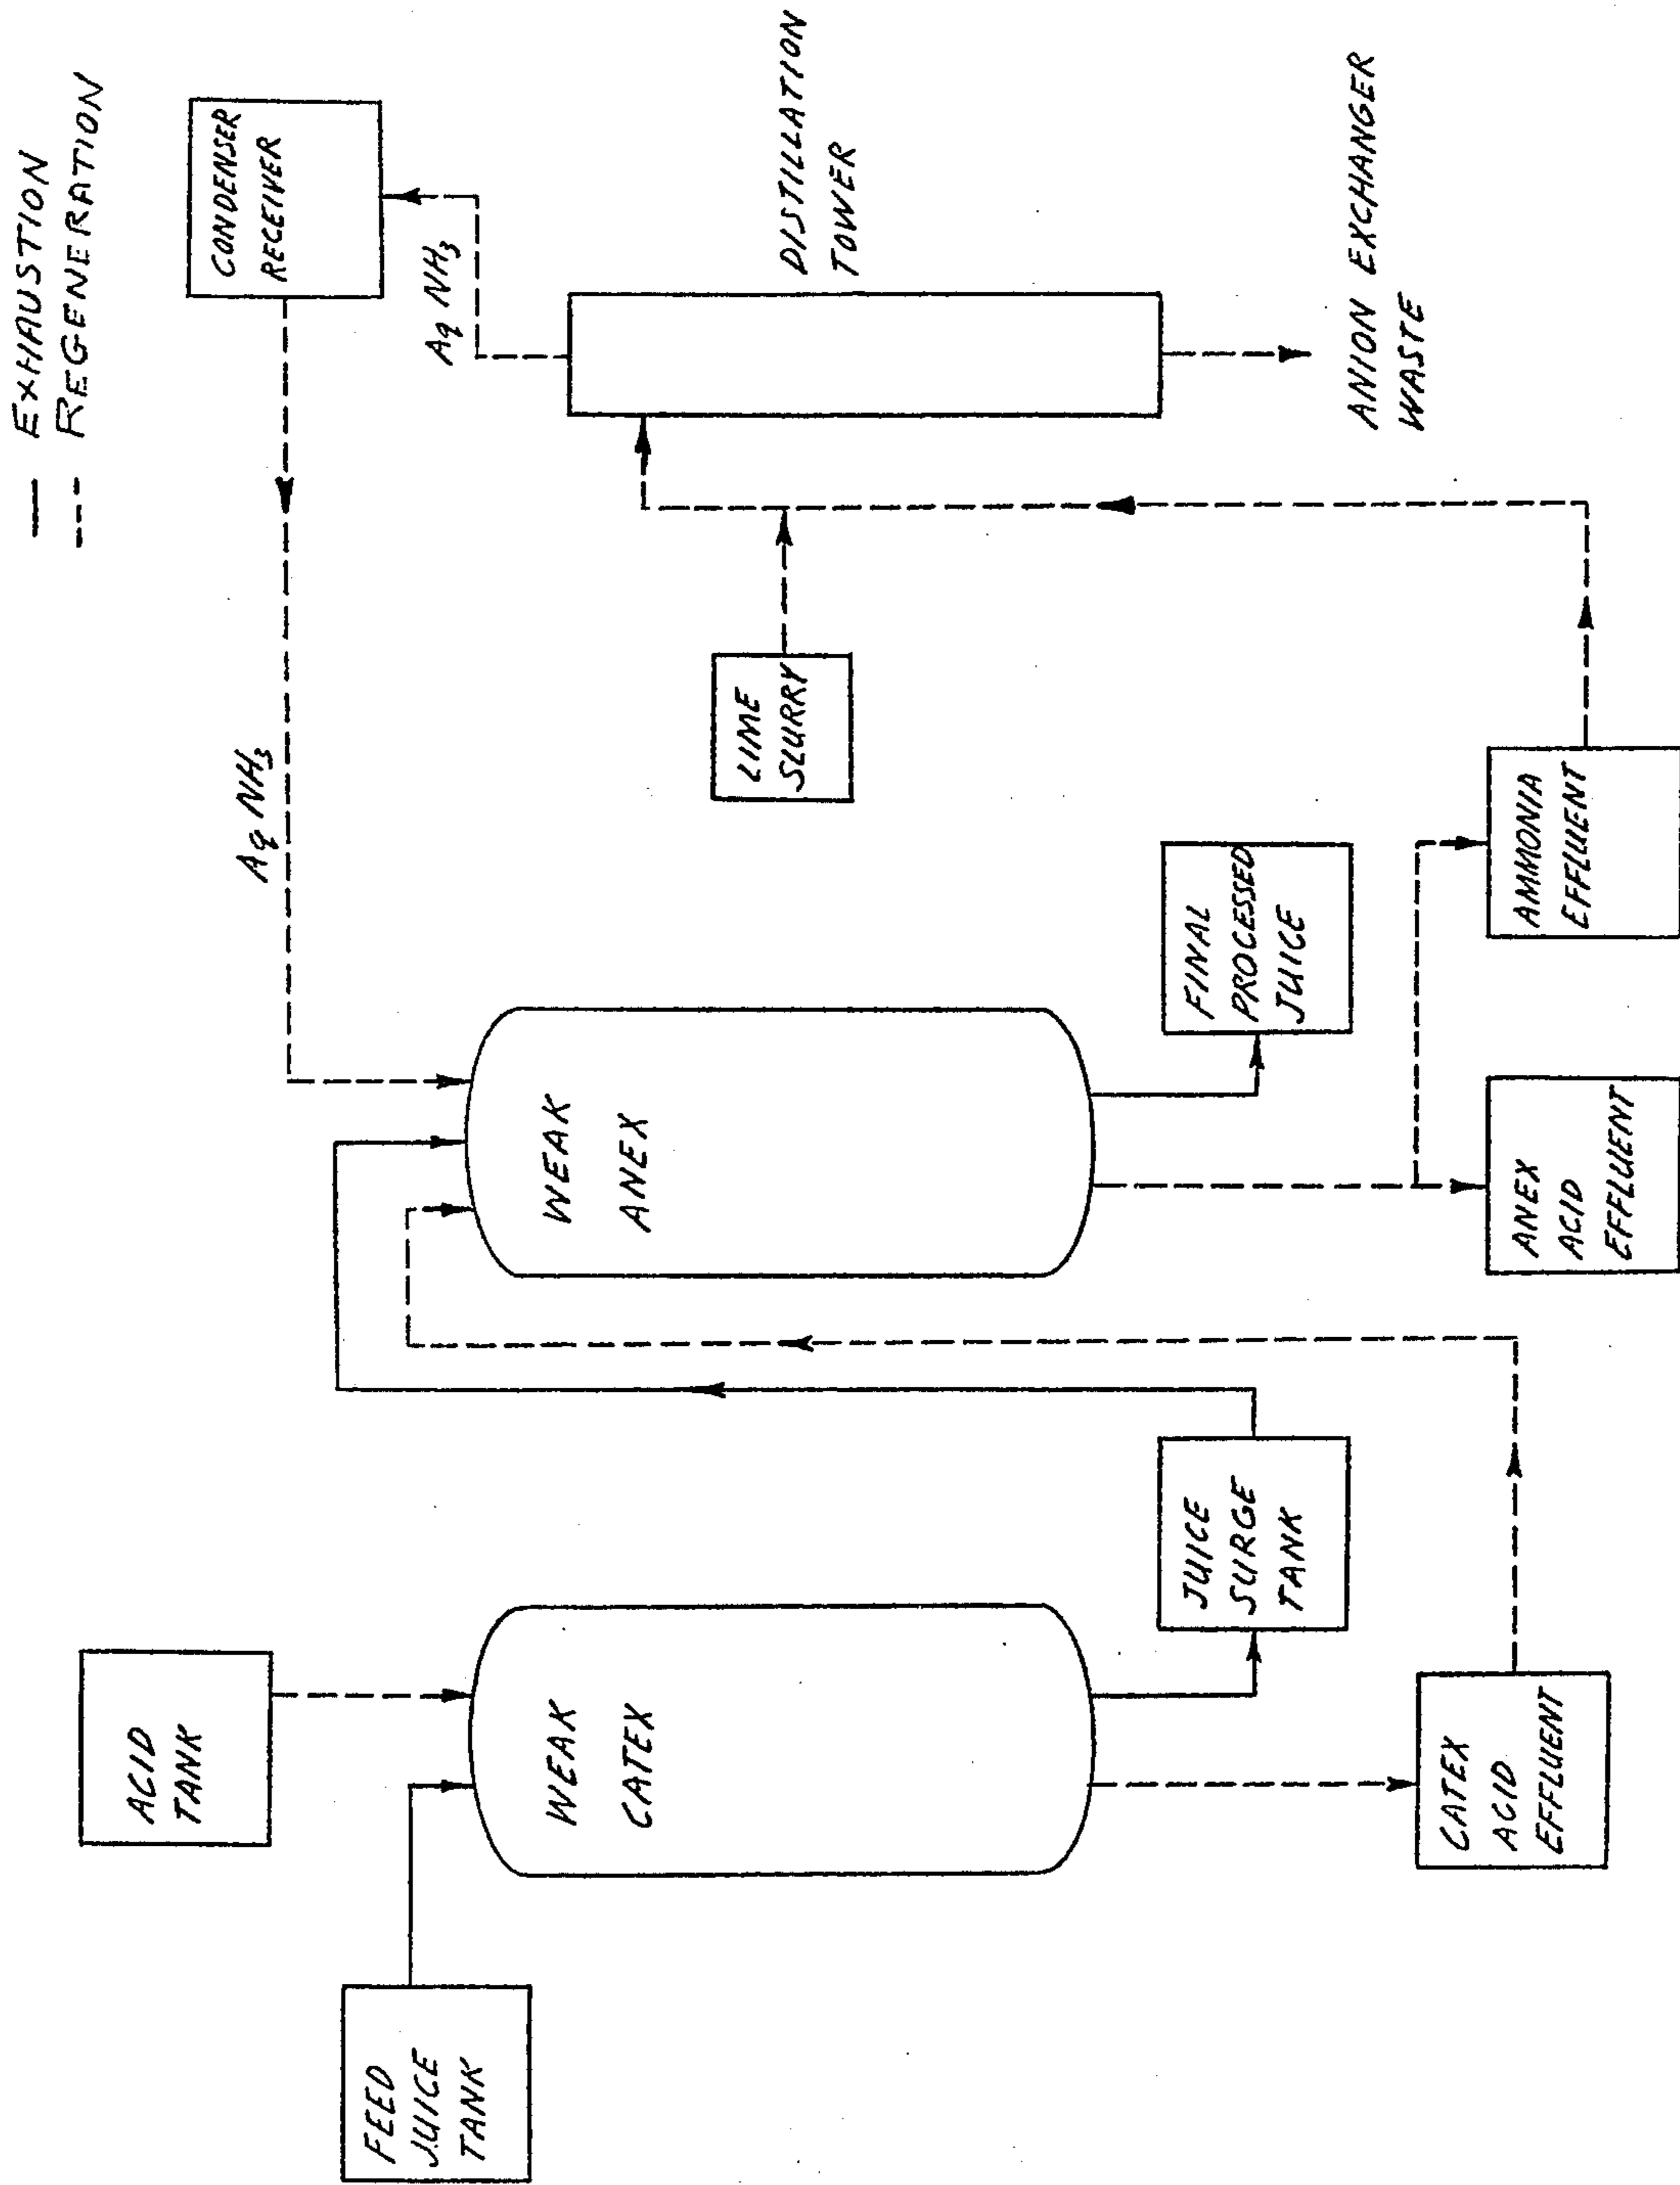 — EXHAUSTION
--- REGENERATION
CONDENSER
RECEIVER
Aq NH3
Aq NH3
DISTILLATION
TOWER
ANION EXCHANGER
WASTE
LIME
SLURRY
ACID
TANK
FEED
JUICE
TANK
WEAK
CATEX
WEAK
ANEX
JUICE
SURGE
TANK
FINAL
PROCESSED
JUICE
CATEX
ACID
EFFLUENT
ANEX
ACID
EFFLUENT
AMMONIA
EFFLUENT